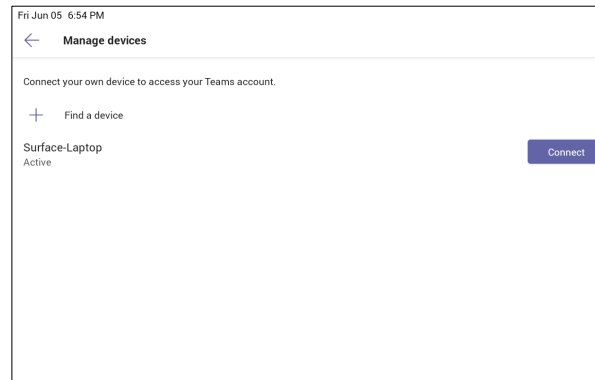 Fri Jun 05 6:54 PM
Manage devices
Connect your own device to access your Teams account.
Find a device
Surface-Laptop
Connect
Active